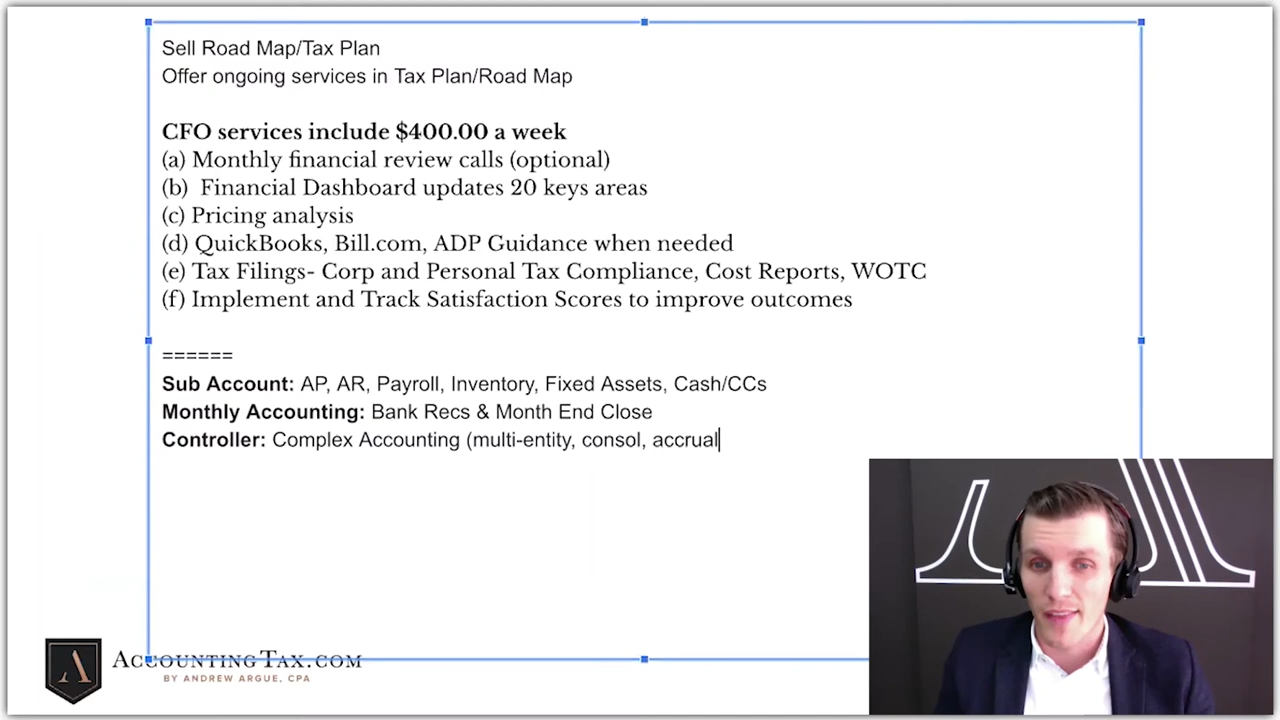 Sell Road Map/Tax Plan
Offer ongoing services in Tax Plan/Road Map
CFO services include $400.00 a week
(a) Monthly financial review calls (optional)
(b) Financial Dashboard updates 20 keys areas
(c) Pricing analysis
(d) QuickBooks, Bill.com, ADP Guidance when needed
(e) Tax Filings- Corp and Personal Tax Compliance, Cost Reports, WOTC
(f) Implement and Track Satisfaction Scores to improve outcomes
======
Sub Account: AP, AR, Payroll, Inventory, Fixed Assets, Cash/CCs
Monthly Accounting: Bank Recs & Month End Close
Controller: Complex Accounting (multi-entity, consol, accrual
ACCOUNTINGTAX.COM
BY ANDREW ARGUE, CPA